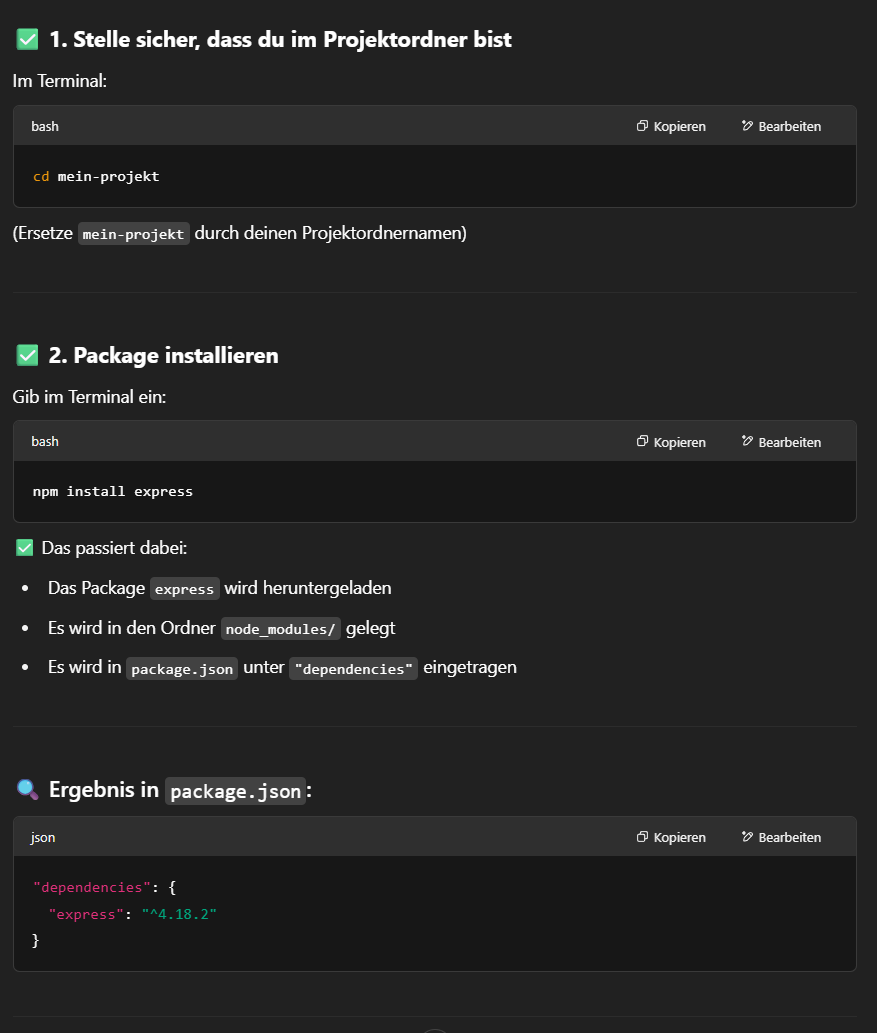 ✅ 1. Stelle sicher, dass du im Projektordner bist
Im Terminal:
bash Kopieren Bearbeiten
cd mein-projekt
(Ersetze mein-projekt durch deinen Projektordnernamen)
✅ 2. Package installieren
Gib im Terminal ein:
bash Kopieren Bearbeiten
npm install express
✅ Das passiert dabei:
• Das Package express wird heruntergeladen
• Es wird in den Ordner node_modules/ gelegt
• Es wird in package.json unter "dependencies" eingetragen
🔍 Ergebnis in package.json:
json Kopieren Bearbeiten
"dependencies": {
  "express": "^4.18.2"
}